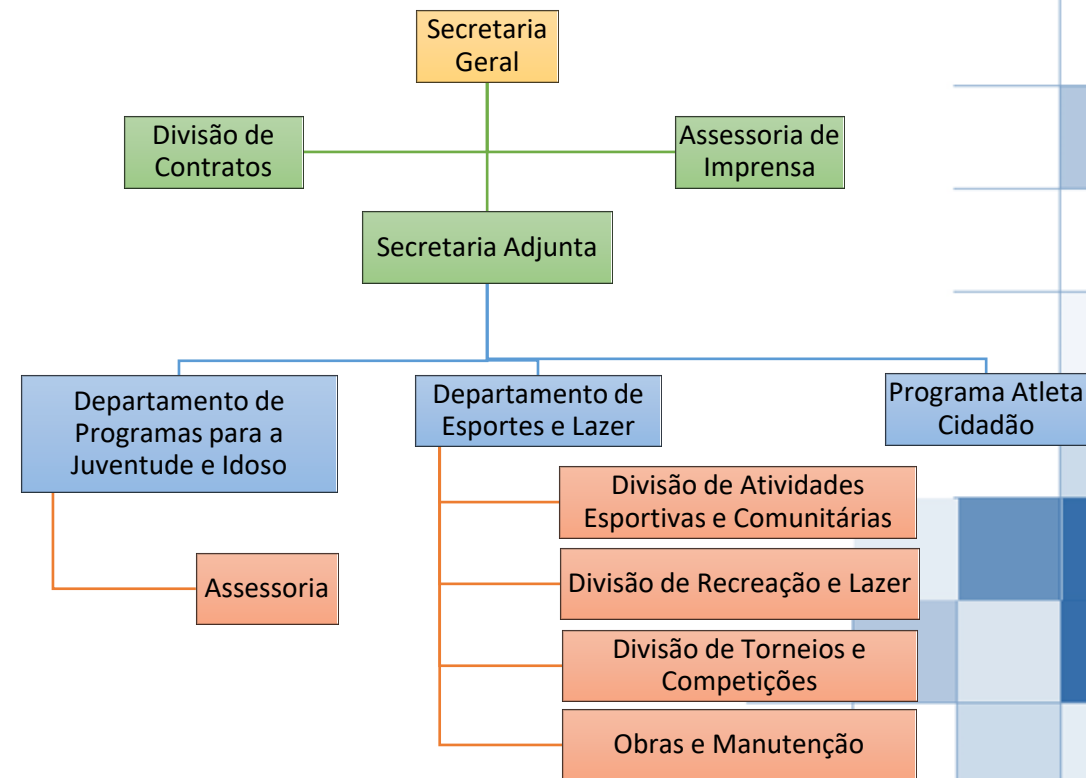 Secretaria
Geral
Divisão de
Contratos
Assessoria de
Imprensa
Secretaria Adjunta
Departamento de
Programas para a
Juventude e Idoso
Departamento de
Esportes e Lazer
Programa Atleta
Cidadão
Divisão de Atividades
Esportivas e Comunitárias
Assessoria
Divisão de Recreação e Lazer
Divisão de Torneios e
Competições
Obras e Manutenção